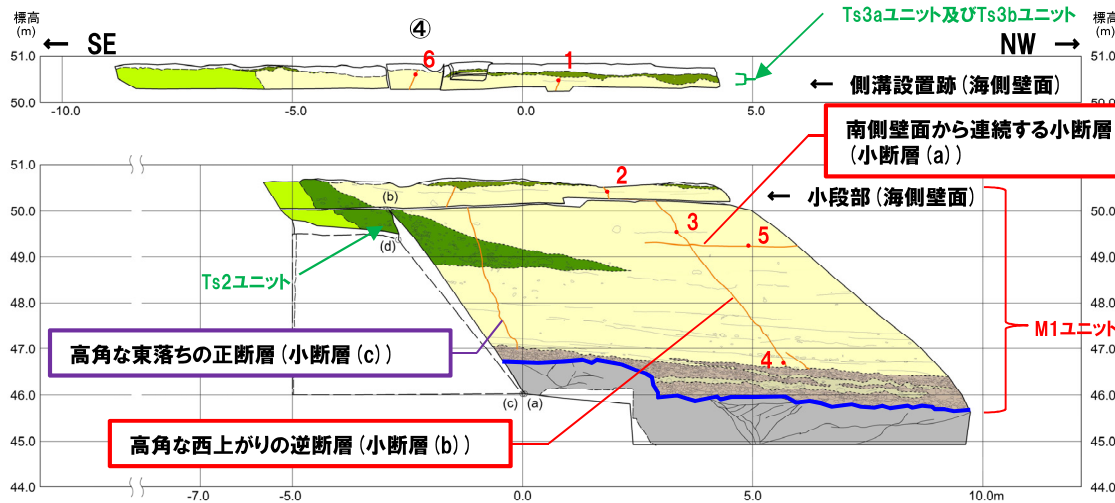 標高
(m)
← SE
④
Ts3aユニット及びTs3bユニット
標高
(m)
NW →
51.0
50.0
6
1
51.0
50.0
← 側溝設置跡(海側壁面)
-10.0
-5.0
0.0
5.0
南側壁面から連続する小断層
(小断層(a))
51.0
50.0
49.0
48.0
47.0
46.0
45.0
44.0
2
← 小段部(海側壁面)
(b)
3
5
(d)
Ts2ユニット
M1ユニット
高角な東落ちの正断層(小断層(c))
4
(c)
(a)
高角な西上がりの逆断層(小断層(b))
51.0
50.0
49.0
48.0
47.0
46.0
45.0
44.0
-7.0
-5.0
0.0
5.0
10m